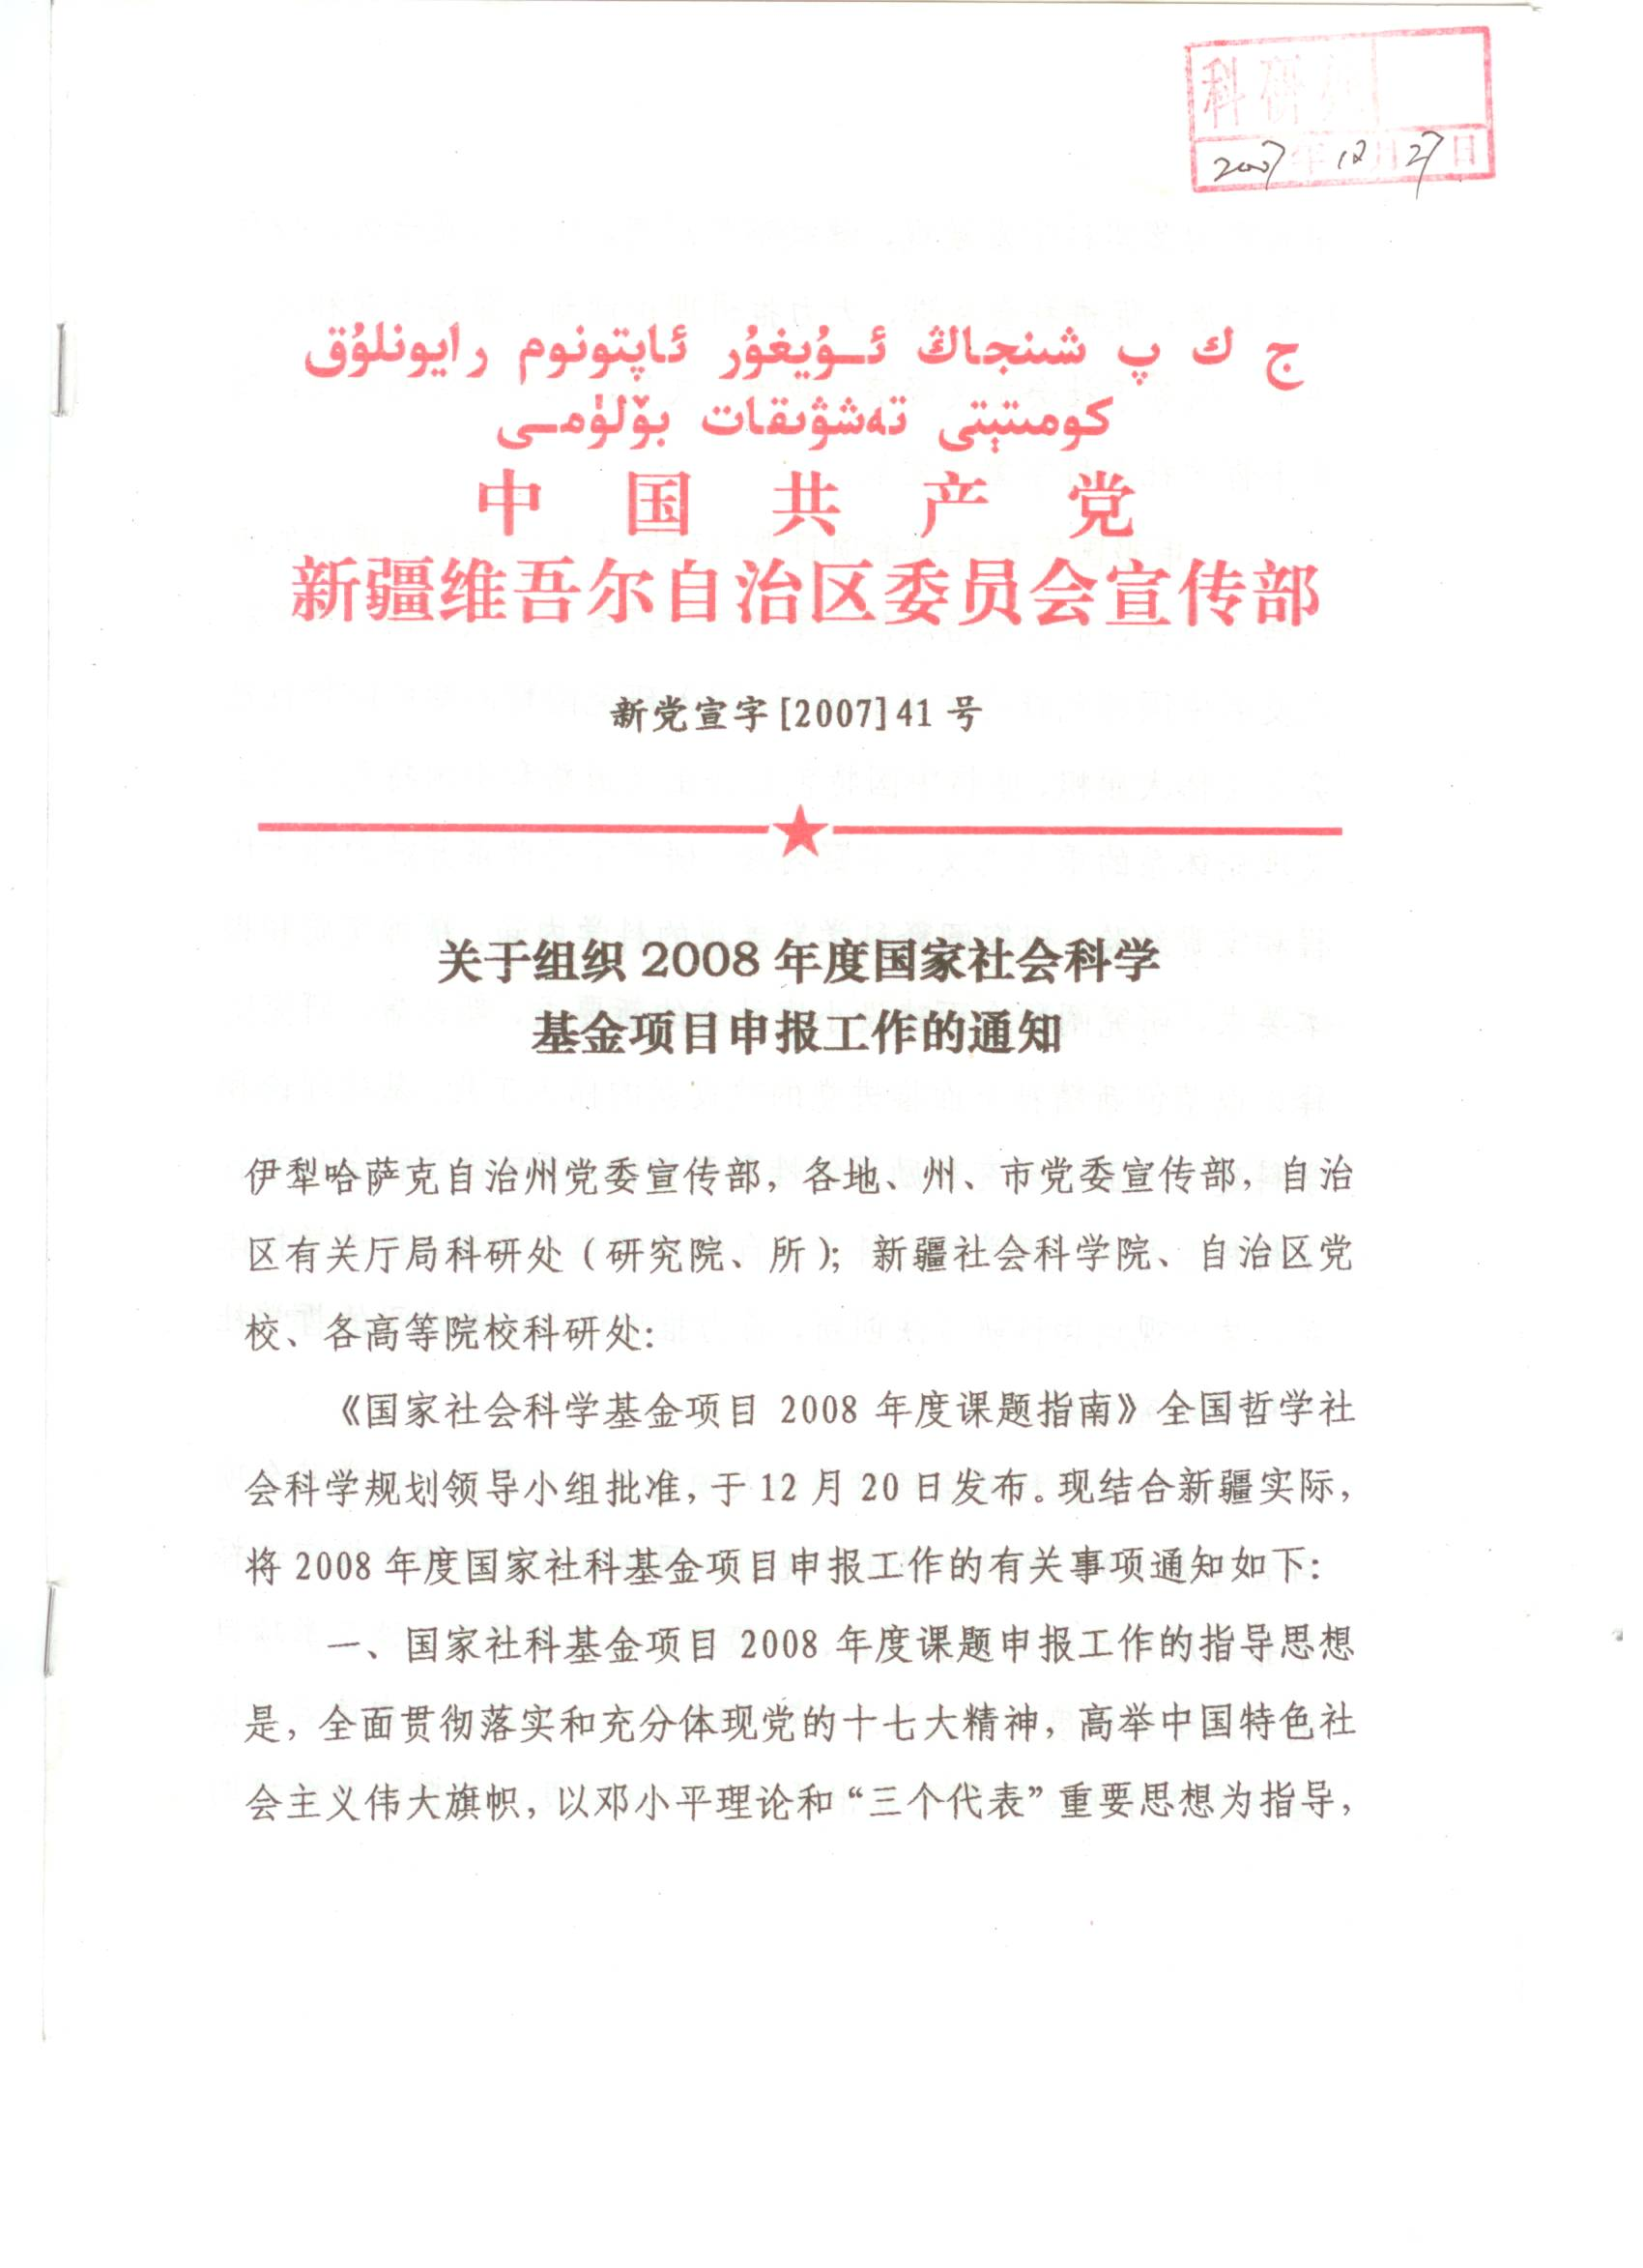 科研处
2007年12月27日
ج ك پ شىنجاڭ ئۇيغۇر ئاپتونوم رايونلۇق
كومىتېتى تەشۋىقات بۆلۈمى
中国共产党
新疆维吾尔自治区委员会宣传部
新党宣字[2007]41号
关于组织2008年度国家社会科学
基金项目申报工作的通知
伊犁哈萨克自治州党委宣传部，各地、州、市党委宣传部，自治
区有关厅局科研处（研究院、所）；新疆社会科学院、自治区党
校、各高等院校科研处：
《国家社会科学基金项目2008年度课题指南》全国哲学社
会科学规划领导小组批准，于12月20日发布。现结合新疆实际，
将2008年度国家社科基金项目申报工作的有关事项通知如下：
一、国家社科基金项目2008年度课题申报工作的指导思想
是，全面贯彻落实和充分体现党的十七大精神，高举中国特色社
会主义伟大旗帜，以邓小平理论和“三个代表”重要思想为指导，